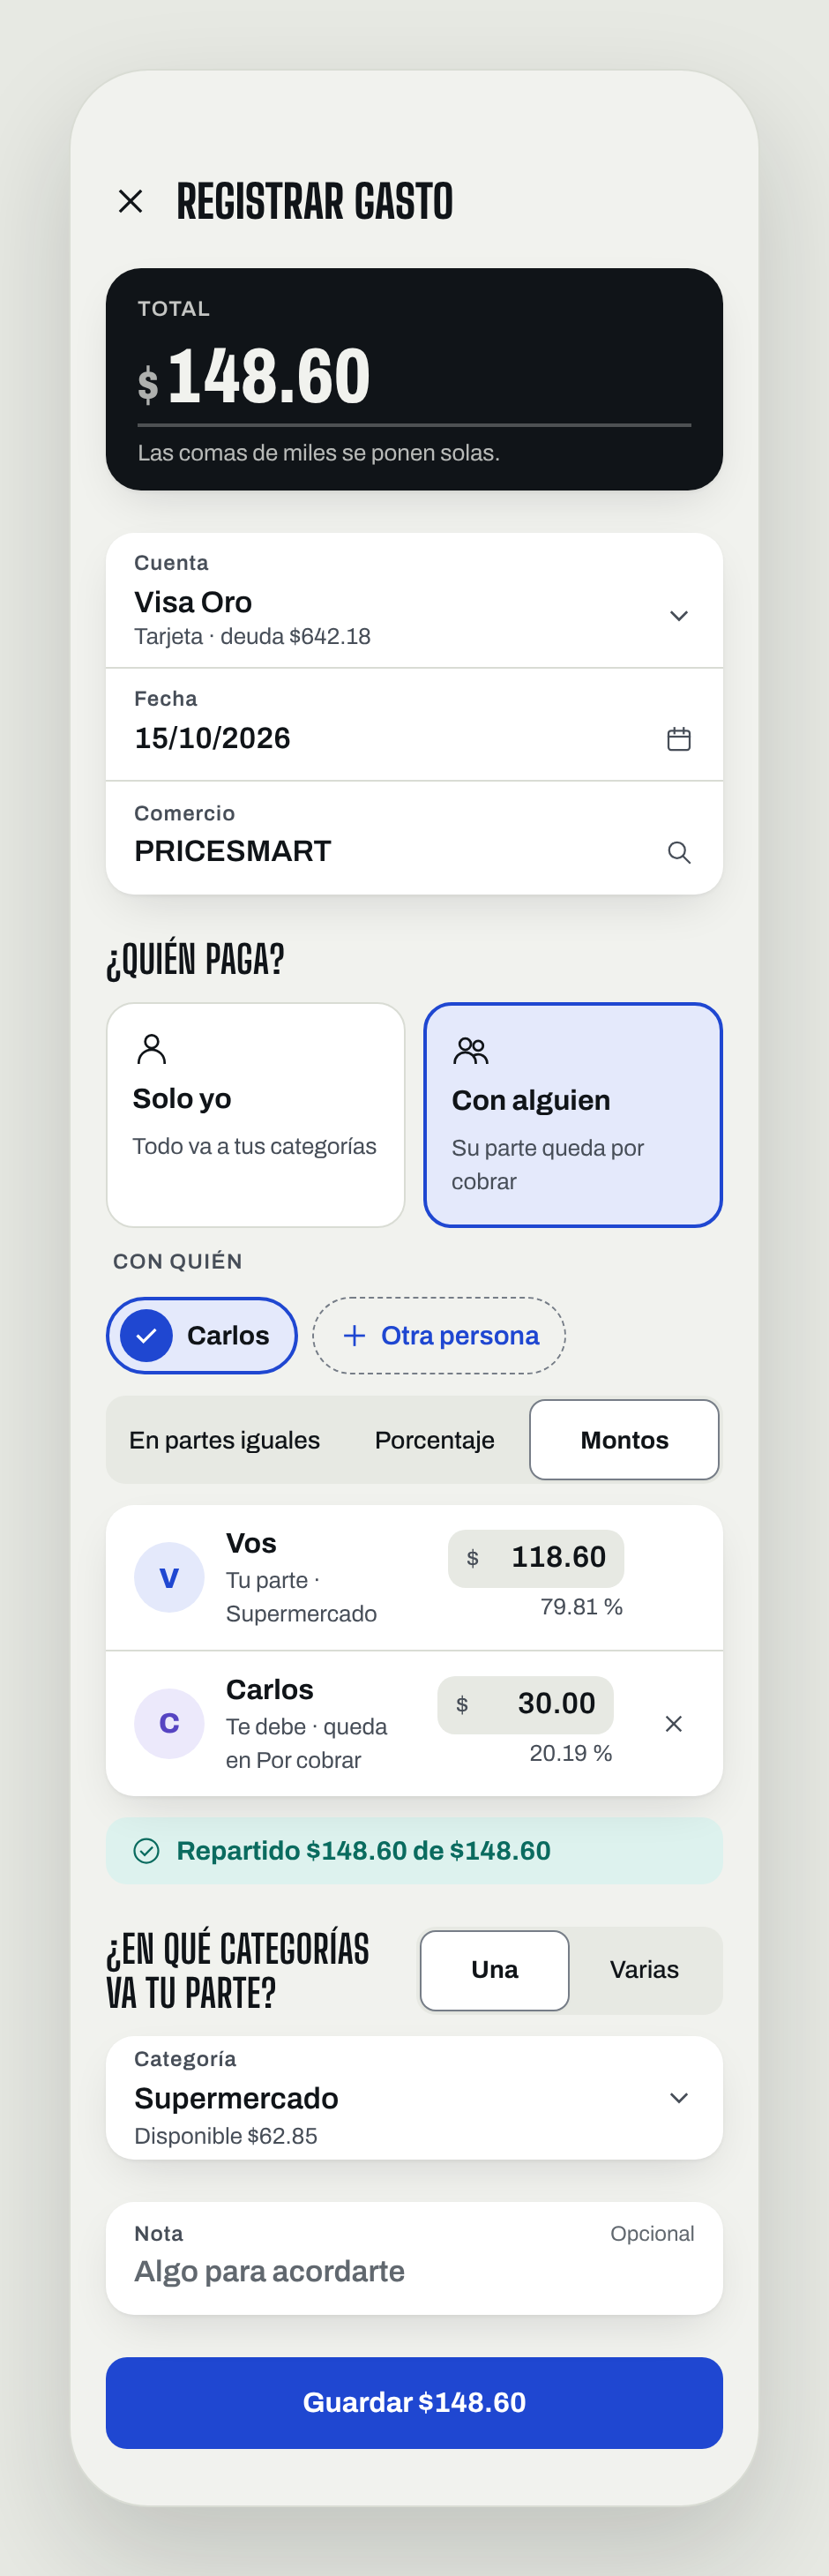 REGISTRAR GASTO
TOTAL
$ 148.60
Las comas de miles se ponen solas.
Cuenta
Visa Oro
Tarjeta · deuda $642.18
Fecha
15/10/2026
Comercio
PRICESMART
¿QUIÉN PAGA?
Solo yo
Todo va a tus categorías
Con alguien
Su parte queda por
cobrar
CON QUIÉN
Carlos
Otra persona
En partes iguales
Porcentaje
Montos
V
Vos
Tu parte ·
Supermercado
$ 118.60
79.81 %
C
Carlos
Te debe · queda
en Por cobrar
$ 30.00
20.19 %
Repartido $148.60 de $148.60
¿EN QUÉ CATEGORÍAS
VA TU PARTE?
Una
Varias
Categoría
Supermercado
Disponible $62.85
Nota
Opcional
Algo para acordarte
Guardar $148.60